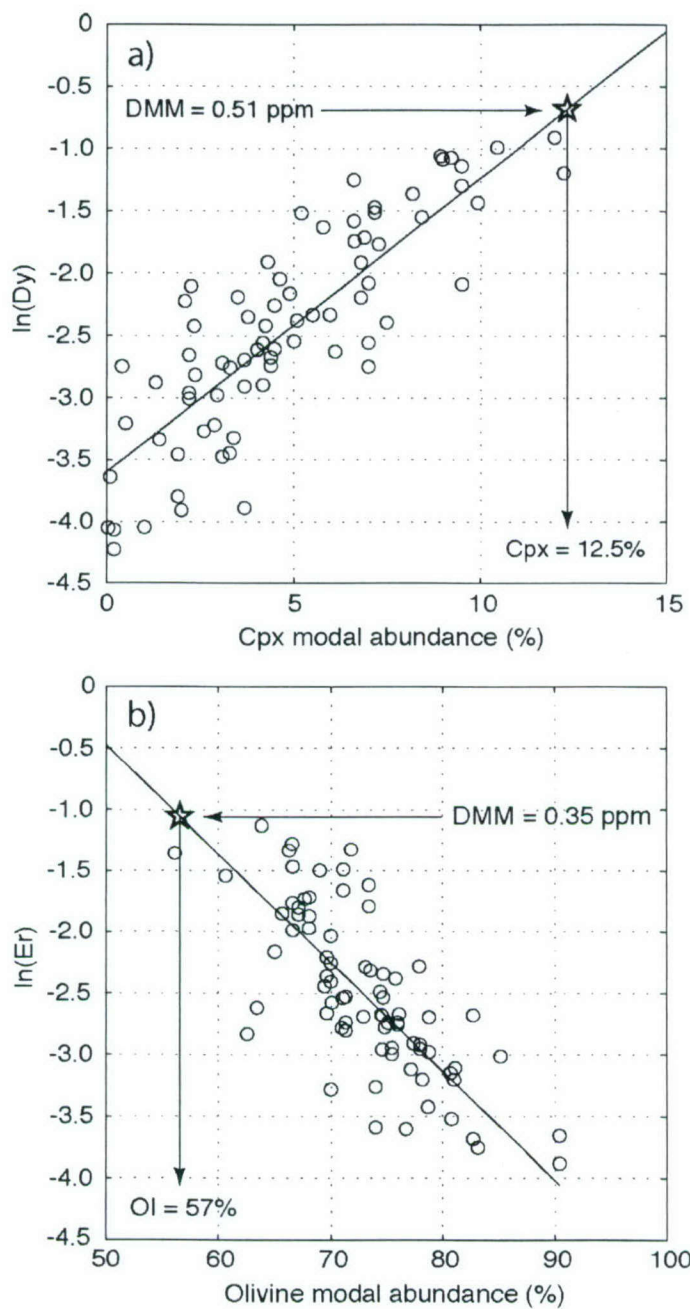 a)
0
-0.5
-1.0
-1.5
-2.0
-2.5
-3.0
-3.5
-4.0
-4.5
ln(Dy)
DMM = 0.51 ppm
Cpx = 12.5%
0 5 10 15
Cpx modal abundance (%)
b)
0
-0.5
-1.0
-1.5
-2.0
-2.5
-3.0
-3.5
-4.0
-4.5
ln(Er)
DMM = 0.35 ppm
Ol = 57%
50 60 70 80 90 100
Olivine modal abundance (%)